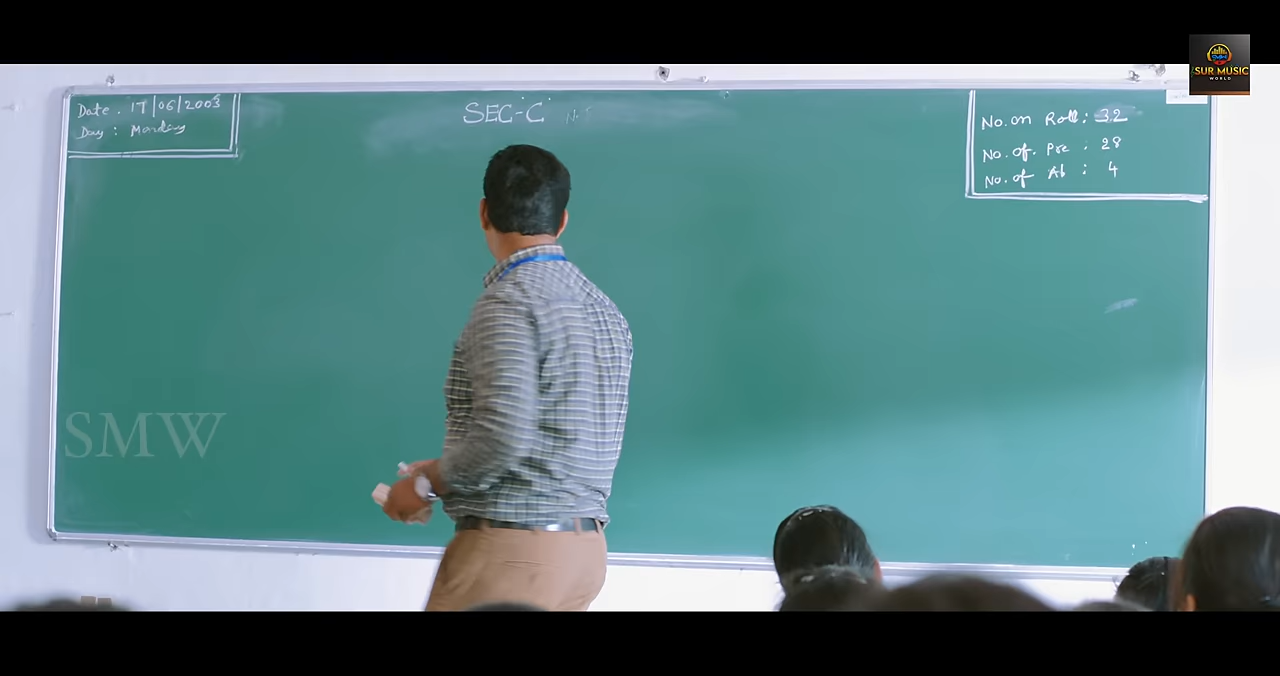 Date : 17/06/2003
Day : Monday
SEC-'C'
No. on Roll : 32
No. of. Pre : 28
No. of Ab : 4
SUR MUSIC
WORLD
SMW